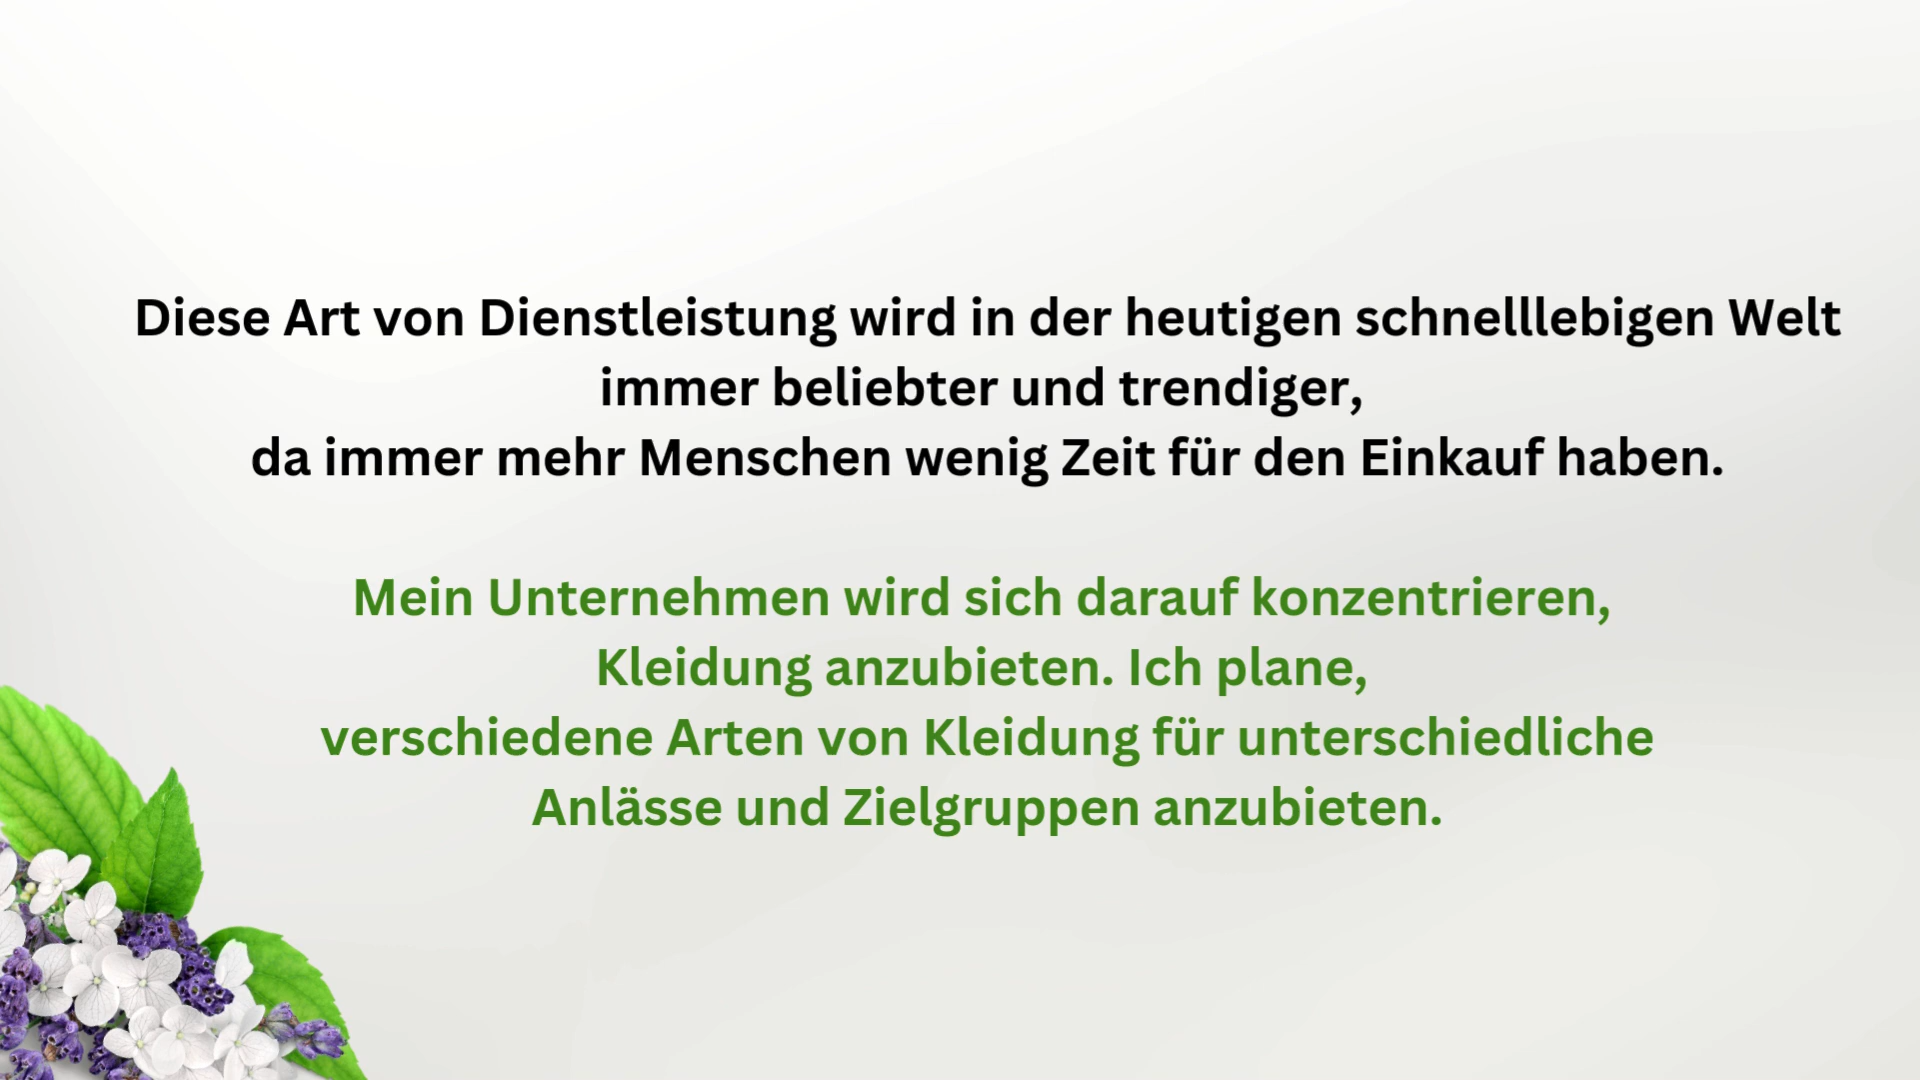 Diese Art von Dienstleistung wird in der heutigen schnelllebigen Welt
immer beliebter und trendiger,
da immer mehr Menschen wenig Zeit für den Einkauf haben.
Mein Unternehmen wird sich darauf konzentrieren,
Kleidung anzubieten. Ich plane,
verschiedene Arten von Kleidung für unterschiedliche
Anlässe und Zielgruppen anzubieten.